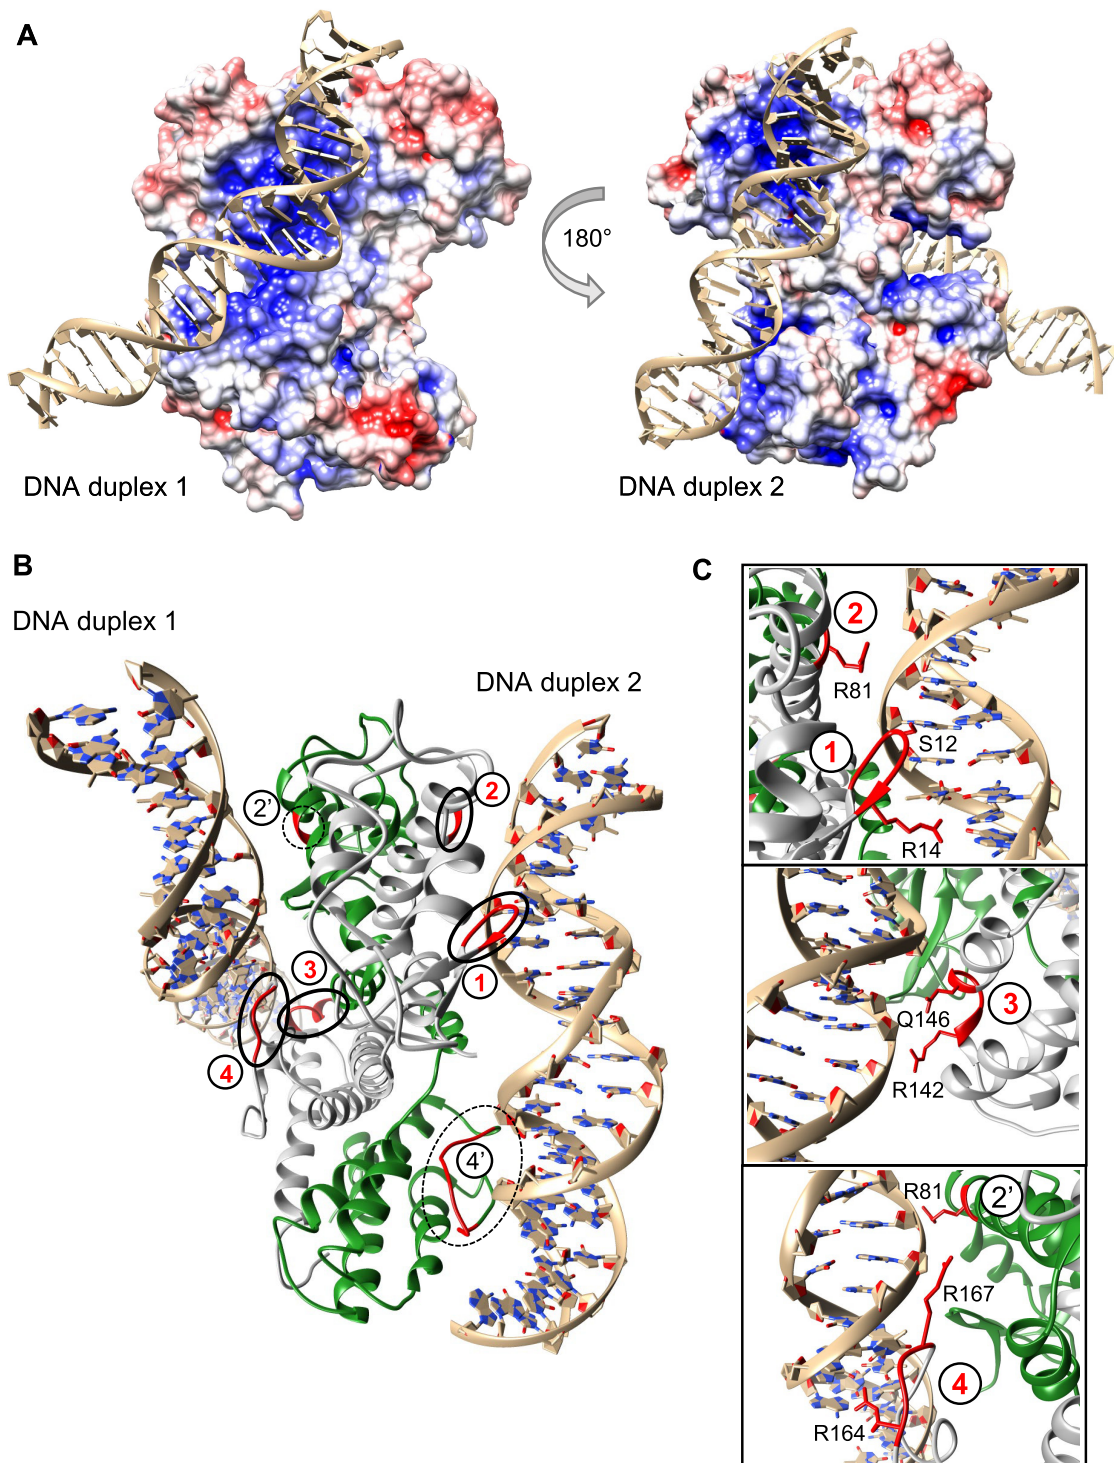 A
180°
DNA duplex 1
DNA duplex 2
B
DNA duplex 1
DNA duplex 2
2’
2
3
1
4
4’
C
2
R81
1
S12
R14
3
Q146
R142
R81
2’
R167
4
R164